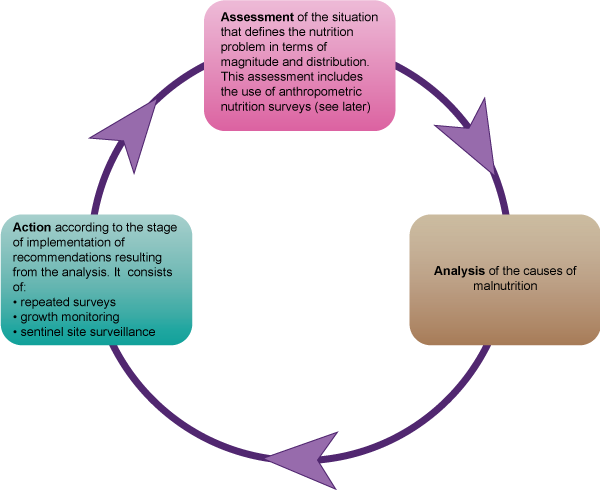 Assessment of the situation
that defines the nutrition
problem in terms of
magnitude and distribution.
This assessment includes
the use of anthropometric
nutrition surveys (see later)
Analysis of the causes of
malnutrition
Action according to the stage
of implementation of
recommendations resulting
from the analysis. It consists
of:
• repeated surveys
• growth monitoring
• sentinel site surveillance